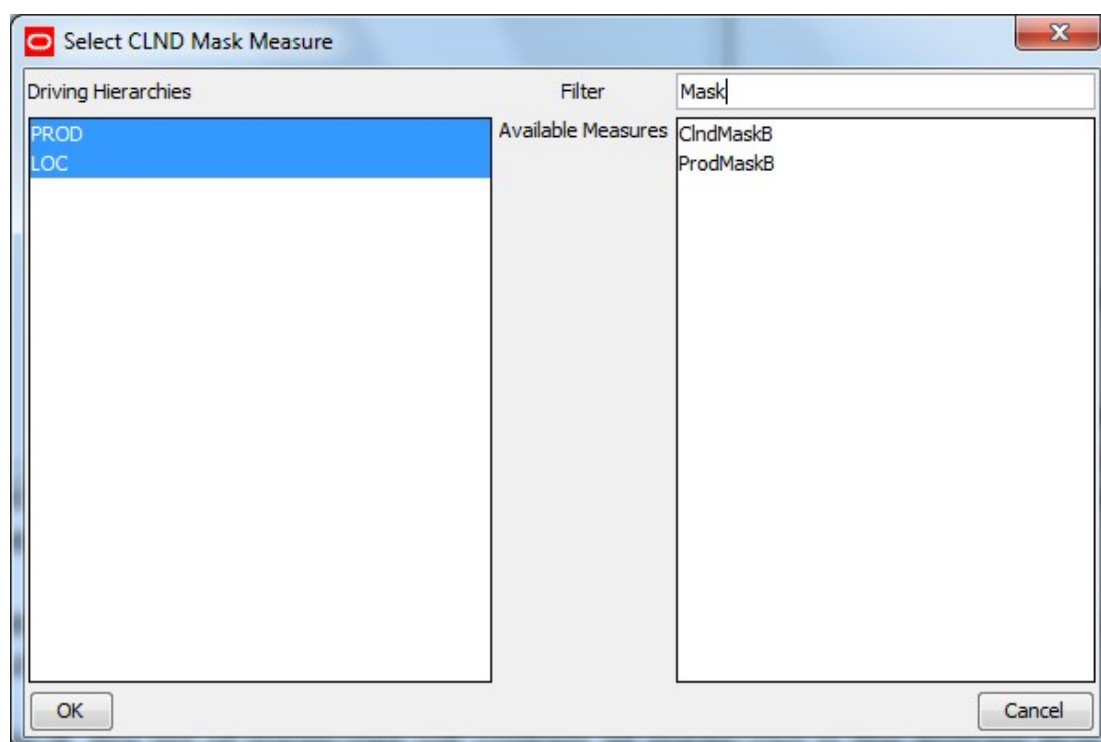 Select CLND Mask Measure
X
Driving Hierarchies
Filter
Mask
PROD
LOC
Available Measures
ClndMaskB
ProdMaskB
OK
Cancel